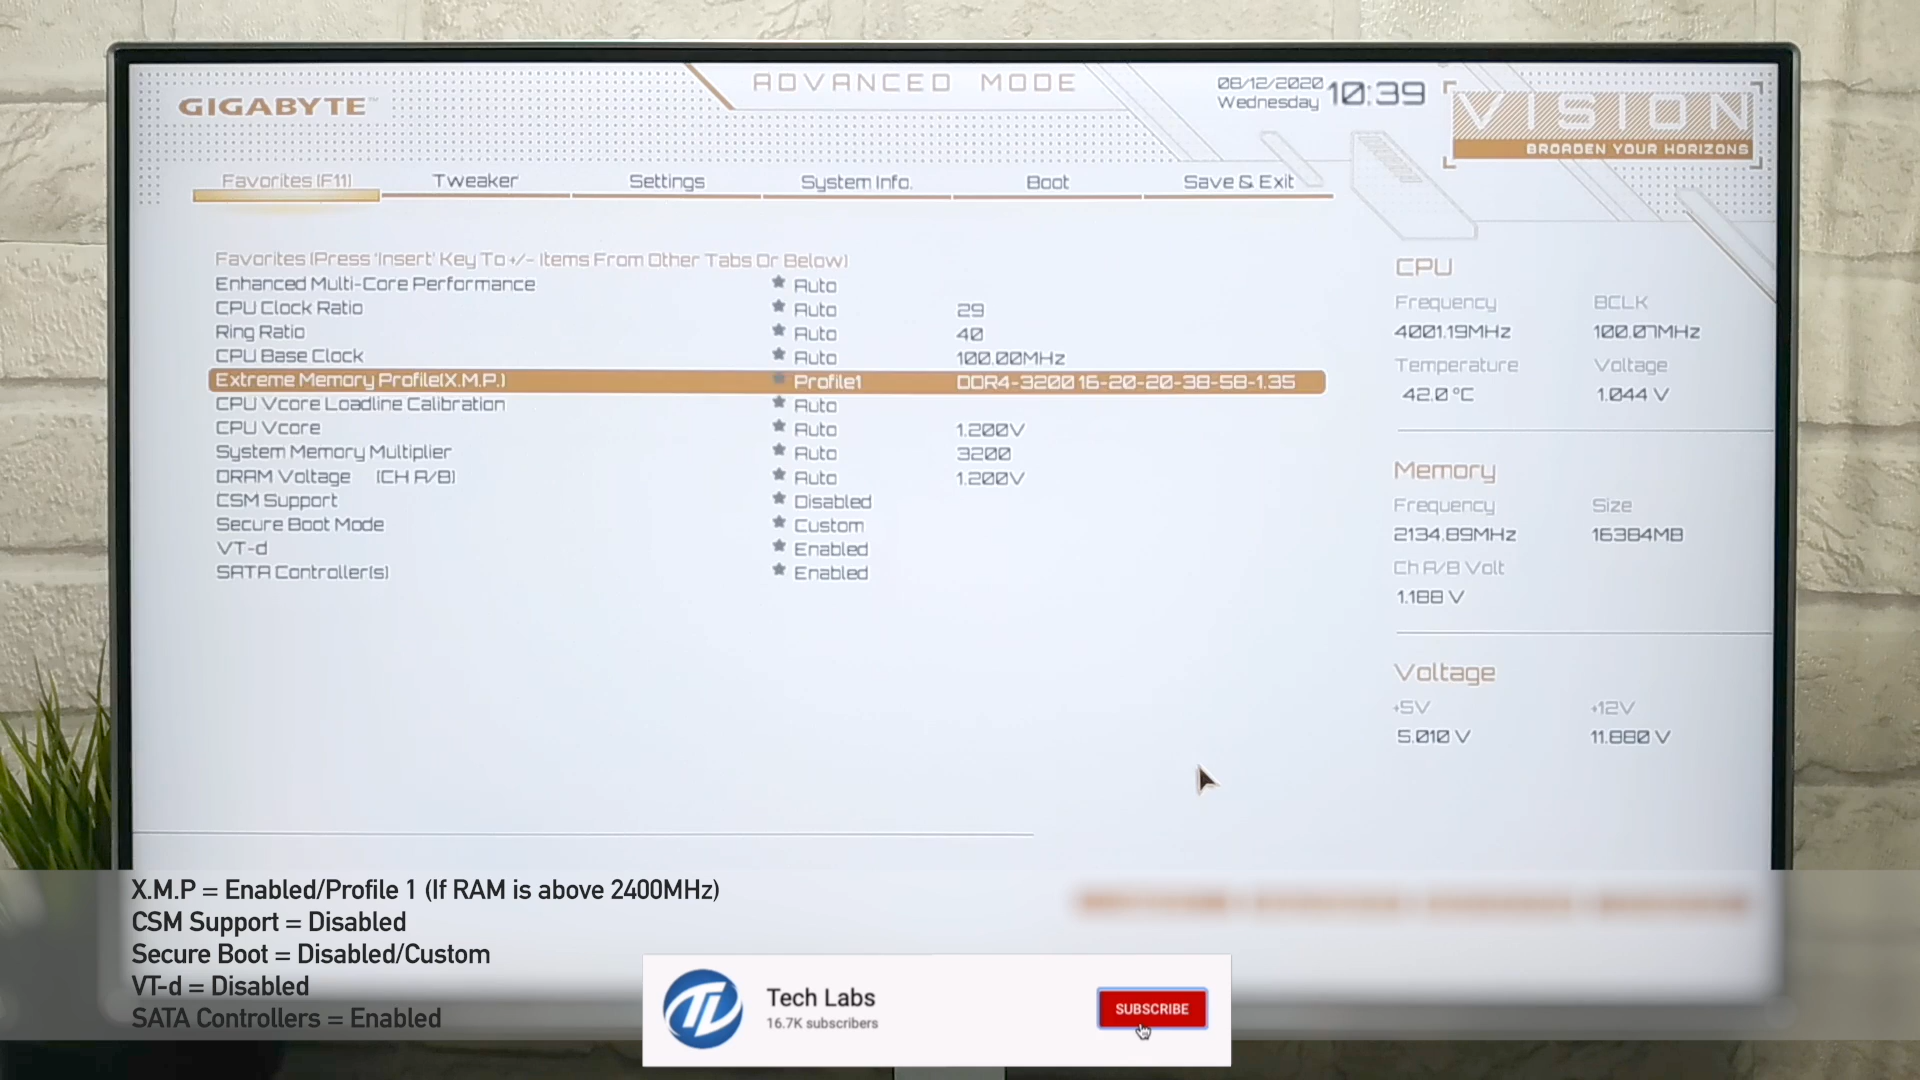 ADVANCED MODE
08/12/2020
Wednesday
10:39
GIGABYTE™
VISION
BROADEN YOUR HORIZONS
Favorites (F11) Tweaker Settings System Info. Boot Save & Exit
Favorites (Press 'Insert' Key To +/- Items From Other Tabs Or Below)
Enhanced Multi-Core Performance Auto
CPU Clock Ratio Auto 29
Ring Ratio Auto 40
CPU Base Clock Auto 100.00MHz
Extreme Memory Profile(X.M.P.) Profile1 DDR4-3200 16-20-20-38-58-1.35
CPU Vcore Loadline Calibration Auto
CPU Vcore Auto 1.200V
System Memory Multiplier Auto 3200
DRAM Voltage (CH A/B) Auto 1.200V
CSM Support Disabled
Secure Boot Mode Custom
VT-d Enabled
SATA Controller(s) Enabled
CPU
Frequency BCLK
4001.19MHz 100.07MHz
Temperature Voltage
42.0 °C 1.044 V
Memory
Frequency Size
2134.89MHz 16384MB
Ch A/B Volt
1.188 V
Voltage
+5V +12V
5.010 V 11.880 V
X.M.P = Enabled/Profile 1 (If RAM is above 2400MHz)
CSM Support = Disabled
Secure Boot = Disabled/Custom
VT-d = Disabled
SATA Controllers = Enabled
TL
Tech Labs
16.7K subscribers
SUBSCRIBE